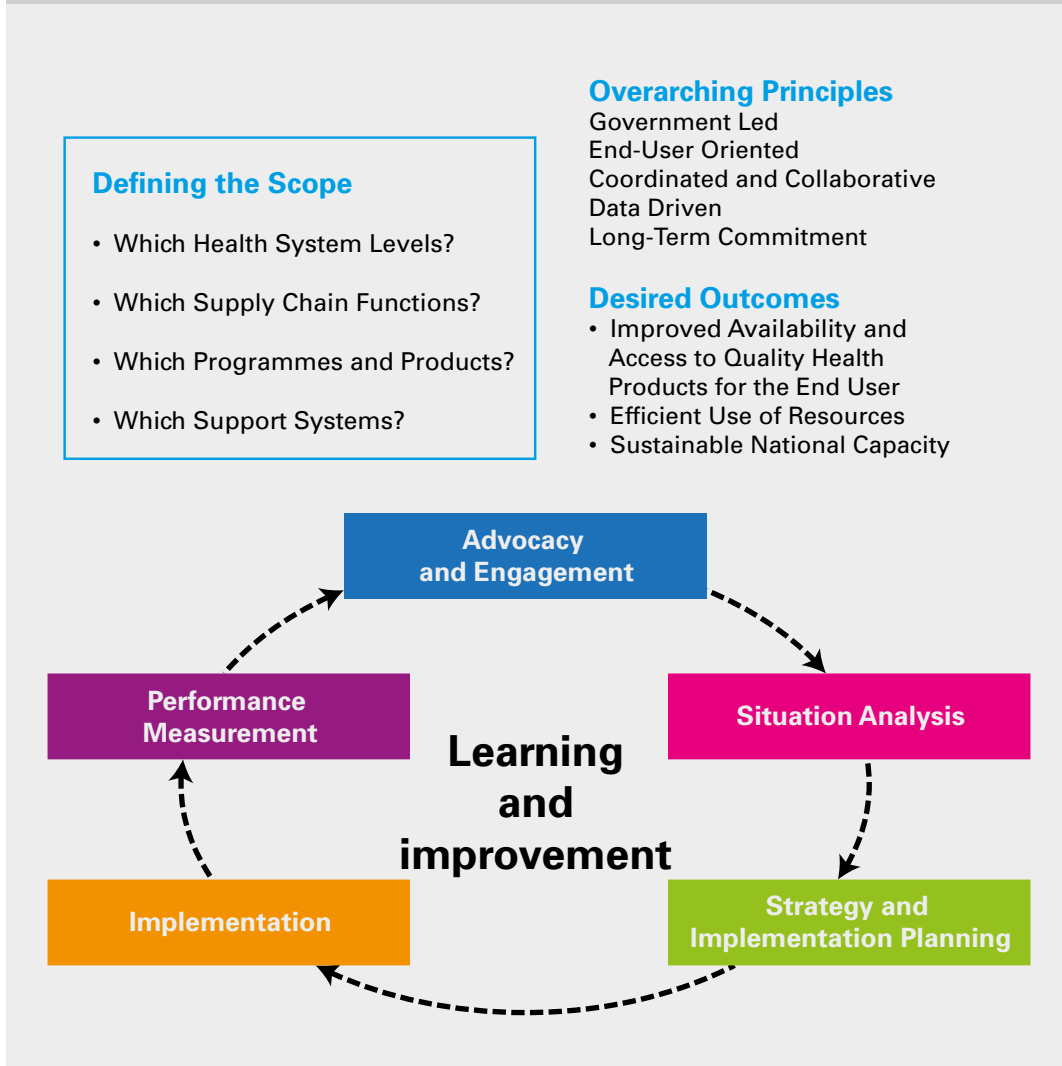 Defining the Scope
• Which Health System Levels?
• Which Supply Chain Functions?
• Which Programmes and Products?
• Which Support Systems?
Overarching Principles
Government Led
End-User Oriented
Coordinated and Collaborative
Data Driven
Long-Term Commitment
Desired Outcomes
• Improved Availability and
Access to Quality Health
Products for the End User
• Efficient Use of Resources
• Sustainable National Capacity
Advocacy
and Engagement
Situation Analysis
Strategy and
Implementation Planning
Implementation
Performance
Measurement
Learning
and
improvement